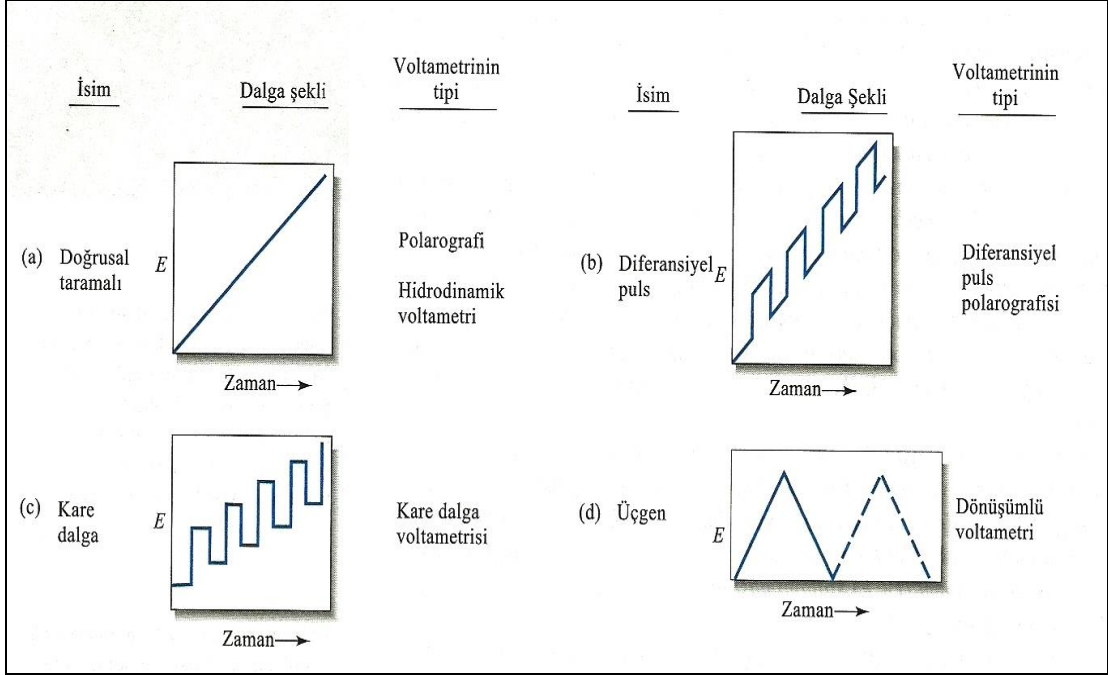 İsim
Dalga şekli
Voltametrinin
tipi
(a) Doğrusal
taramalı
E
Zaman
Polarografi
Hidrodinamik
voltametri
İsim
Dalga Şekli
Voltametrinin
tipi
(b) Diferansiyel
puls
E
Zaman
Diferansiyel
puls
polarografisi
(c) Kare
dalga
E
Zaman
Kare dalga
voltametrisi
(d) Üçgen
E
Zaman
Dönüşümlü
voltametri